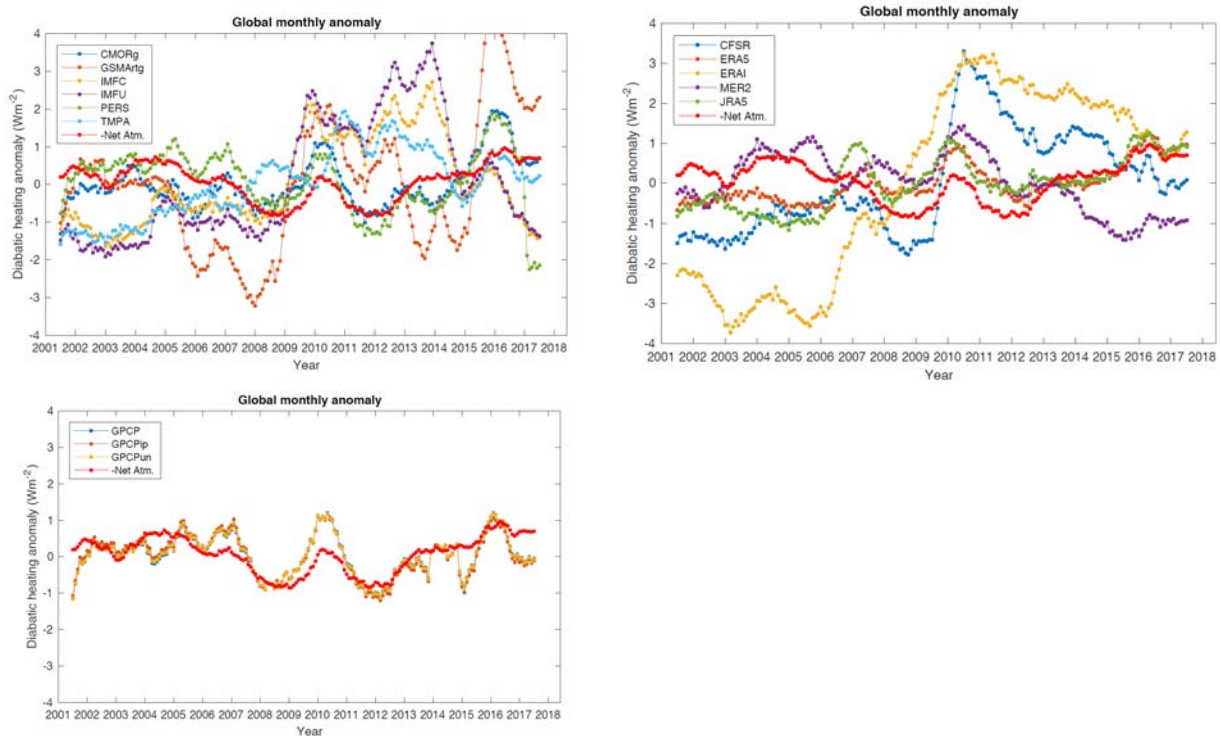 Global monthly anomaly
4
3
2
1
0
-1
-2
-3
-4
CMORg
GSMArtg
IMFC
IMFU
PERS
TMPA
-Net Atm.
Diabatic heating anomaly (Wm-2)
2001 2002 2003 2004 2005 2006 2007 2008 2009 2010 2011 2012 2013 2014 2015 2016 2017 2018
Year
Global monthly anomaly
4
3
2
1
0
-1
-2
-3
-4
CFSR
ERA5
ERAI
MER2
JRA5
-Net Atm.
Diabatic heating anomaly (Wm-2)
2001 2002 2003 2004 2005 2006 2007 2008 2009 2010 2011 2012 2013 2014 2015 2016 2017 2018
Year
Global monthly anomaly
4
3
2
1
0
-1
-2
-3
-4
GPCP
GPCPip
GPCPun
-Net Atm.
Diabatic heating anomaly (Wm-2)
2001 2002 2003 2004 2005 2006 2007 2008 2009 2010 2011 2012 2013 2014 2015 2016 2017 2018
Year